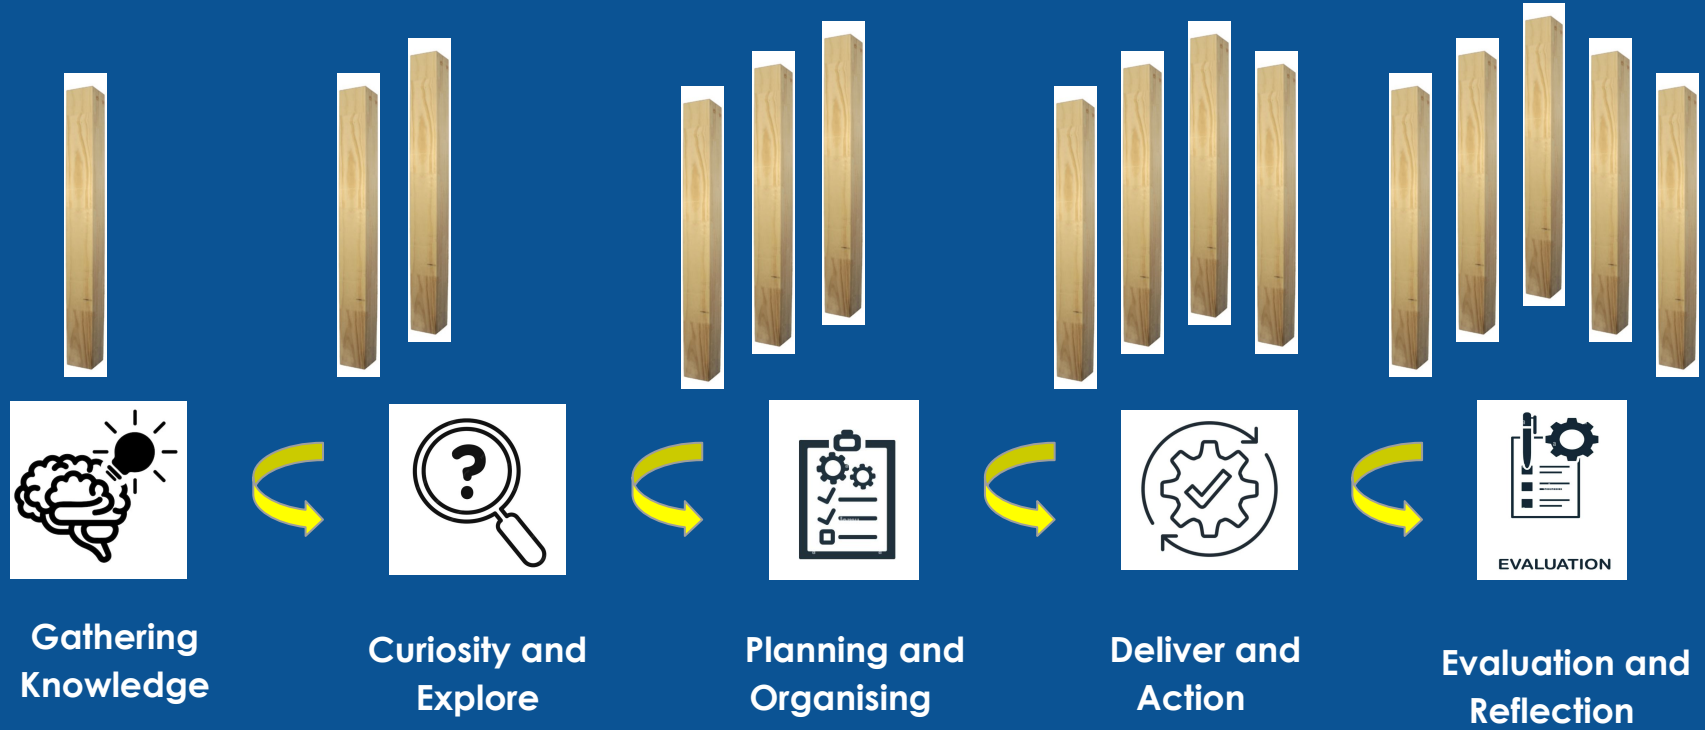 ?
EVALUATION
Gathering
Knowledge
Curiosity and
Explore
Planning and
Organising
Deliver and
Action
Evaluation and
Reflection